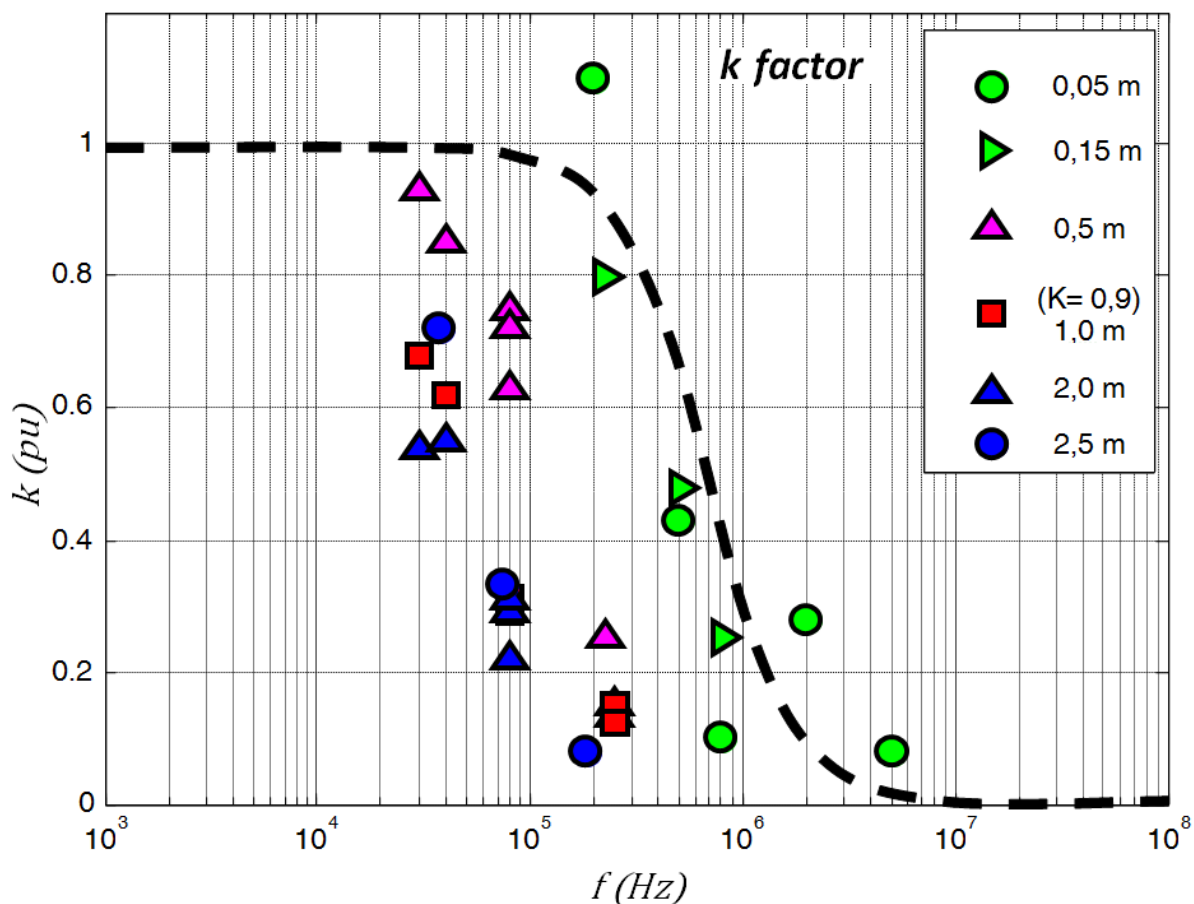 k factor
0,05 m
0,15 m
0,5 m
(K= 0,9)
1,0 m
2,0 m
2,5 m
1
0.8
0.6
0.4
0.2
0
k (pu)
10³ 10⁴ 10⁵ 10⁶ 10⁷ 10⁸
f (Hz)